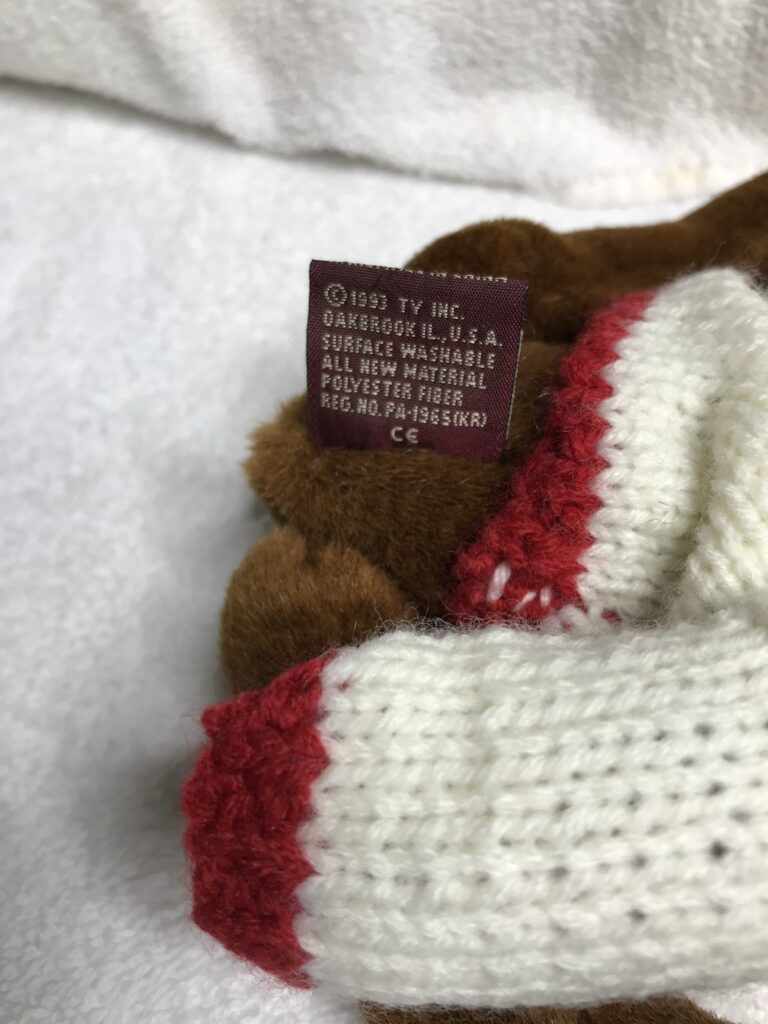 © 1993 TY INC.
OAKBROOK IL., U.S.A.
SURFACE WASHABLE
ALL NEW MATERIAL
POLYESTER FIBER
REG.NO.PA-1965(KR)
CE